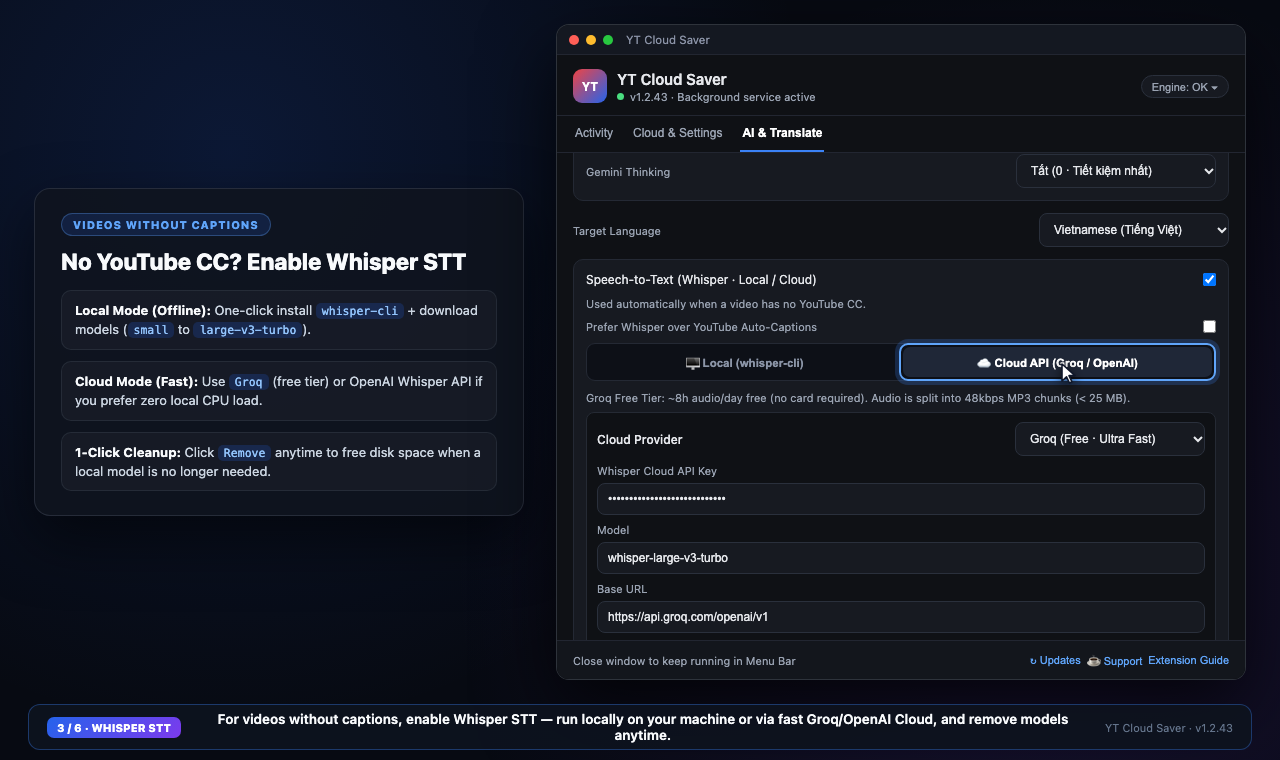 VIDEOS WITHOUT CAPTIONS
No YouTube CC? Enable Whisper STT
Local Mode (Offline): One-click install whisper-cli + download
models ( small to large-v3-turbo ).
Cloud Mode (Fast): Use Groq (free tier) or OpenAI Whisper API if
you prefer zero local CPU load.
1-Click Cleanup: Click Remove anytime to free disk space when a
local model is no longer needed.
YT Cloud Saver
YT
YT Cloud Saver
v1.2.43 · Background service active
Engine: OK
Activity
Cloud & Settings
AI & Translate
Gemini Thinking
Tắt (0 · Tiết kiệm nhất)
Target Language
Vietnamese (Tiếng Việt)
Speech-to-Text (Whisper · Local / Cloud)
Used automatically when a video has no YouTube CC.
Prefer Whisper over YouTube Auto-Captions
Local (whisper-cli)
Cloud API (Groq / OpenAI)
Groq Free Tier: ~8h audio/day free (no card required). Audio is split into 48kbps MP3 chunks (< 25 MB).
Cloud Provider
Groq (Free · Ultra Fast)
Whisper Cloud API Key
••••••••••••••••••••••••••••
Model
whisper-large-v3-turbo
Base URL
https://api.groq.com/openai/v1
Close window to keep running in Menu Bar
↻ Updates
Support
Extension Guide
3 / 6 · WHISPER STT
For videos without captions, enable Whisper STT — run locally on your machine or via fast Groq/OpenAI Cloud, and remove models
anytime.
YT Cloud Saver · v1.2.43